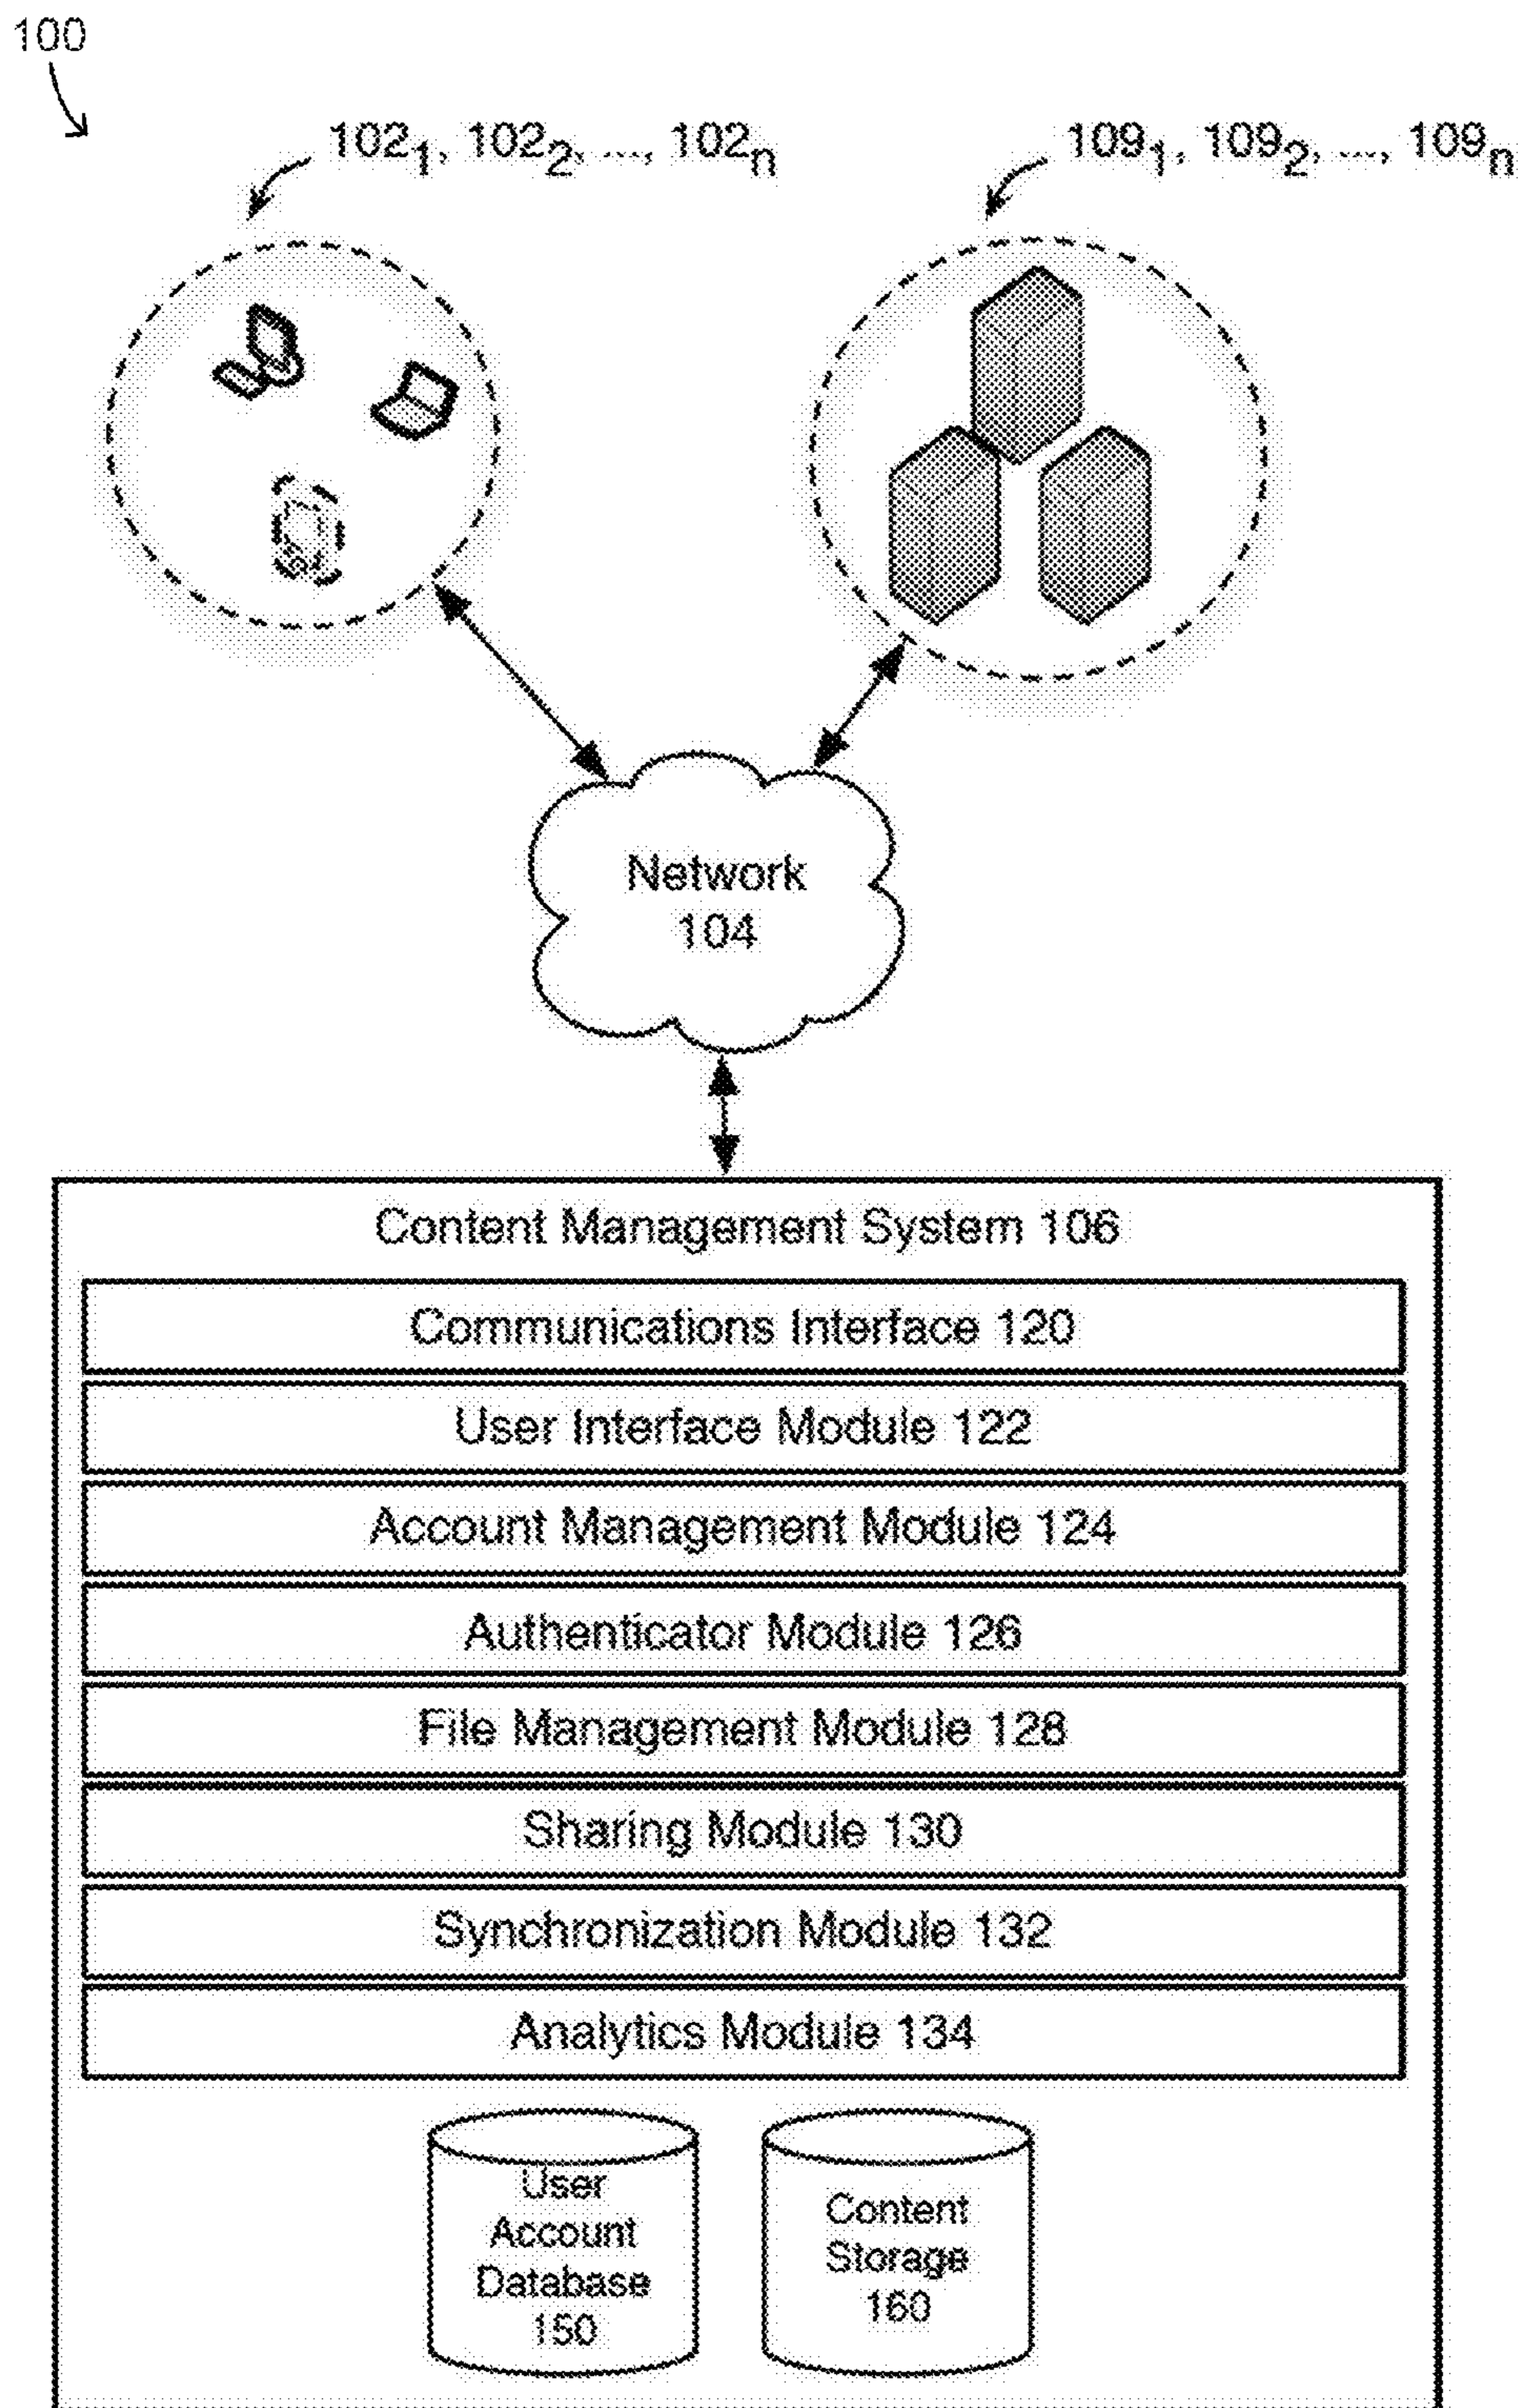 100
102₁, 102₂, ..., 102ₙ
109₁, 109₂, ..., 109ₙ
Network
104
Content Management System 106
Communications Interface 120
User Interface Module 122
Account Management Module 124
Authenticator Module 126
File Management Module 128
Sharing Module 130
Synchronization Module 132
Analytics Module 134
User
Account
Database
150
Content
Storage
160